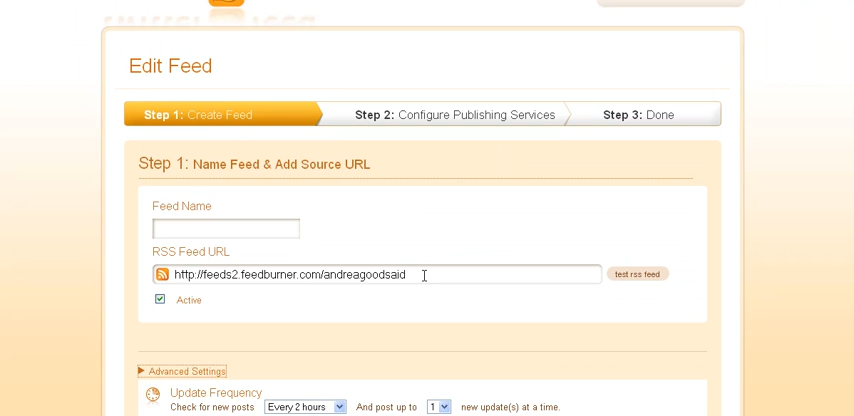 Edit Feed
Step 1: Create Feed
Step 2: Configure Publishing Services
Step 3: Done
Step 1: Name Feed & Add Source URL
Feed Name
RSS Feed URL
http://feeds2.feedburner.com/andreagoodsaid
test rss feed
Active
Advanced Settings
Update Frequency
Check for new posts Every 2 hours And post up to 1 new update(s) at a time.